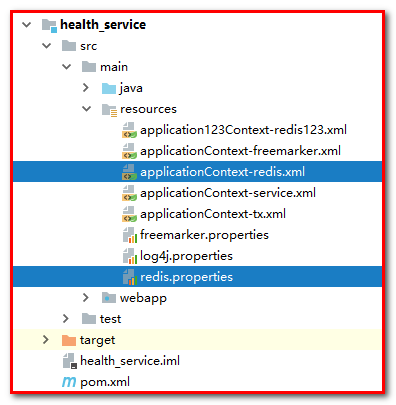 health_service
src
main
java
resources
application123Context-redis123.xml
applicationContext-freemarker.xml
applicationContext-redis.xml
applicationContext-service.xml
applicationContext-tx.xml
freemarker.properties
log4j.properties
redis.properties
webapp
test
target
health_service.iml
pom.xml